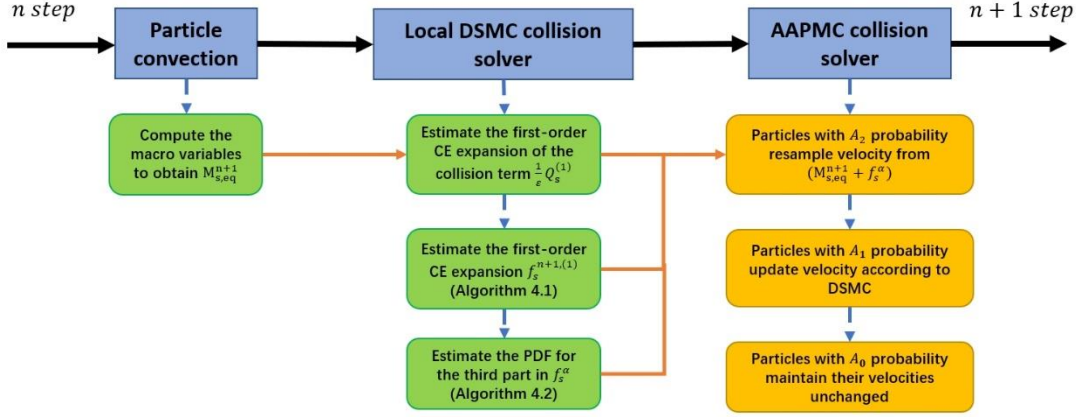 n step
n + 1 step
Particle
convection
Local DSMC collision
solver
AAPMC collision
solver
Compute the
macro variables
to obtain M_{s,eq}^{n+1}
Estimate the first-order
CE expansion of the
collision term \frac{1}{ε} Q_s^{(1)}
Particles with A_2 probability
resample velocity from
(M_{s,eq}^{n+1} + f_s^α)
Estimate the first-order
CE expansion f_s^{n+1,(1)}
(Algorithm 4.1)
Particles with A_1 probability
update velocity according to
DSMC
Estimate the PDF for
the third part in f_s^α
(Algorithm 4.2)
Particles with A_0 probability
maintain their velocities
unchanged